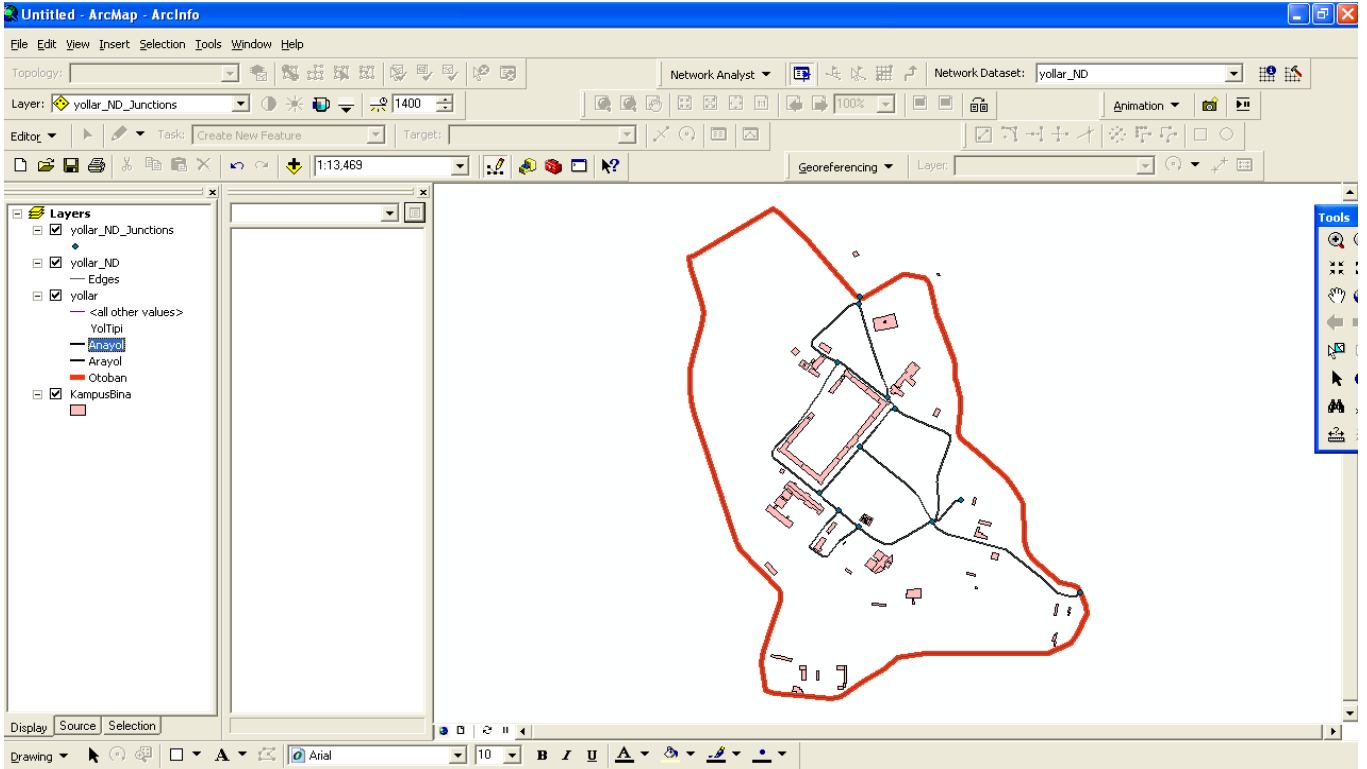 Untitled - ArcMap - ArcInfo
File Edit View Insert Selection Tools Window Help
Topology: Network Analyst Network Dataset: yollar_ND
Layer: yollar_ND_Junctions 1400 100% Animation
Editor Task: Create New Feature Target:
1:13,469 Georeferencing Layer:
Layers
yollar_ND_Junctions
yollar_ND
Edges
yollar
<all other values>
YolTipi
Anayol
Arayol
Otoban
KampusBina
Tools
Display Source Selection
Drawing A Arial 10 B I U A